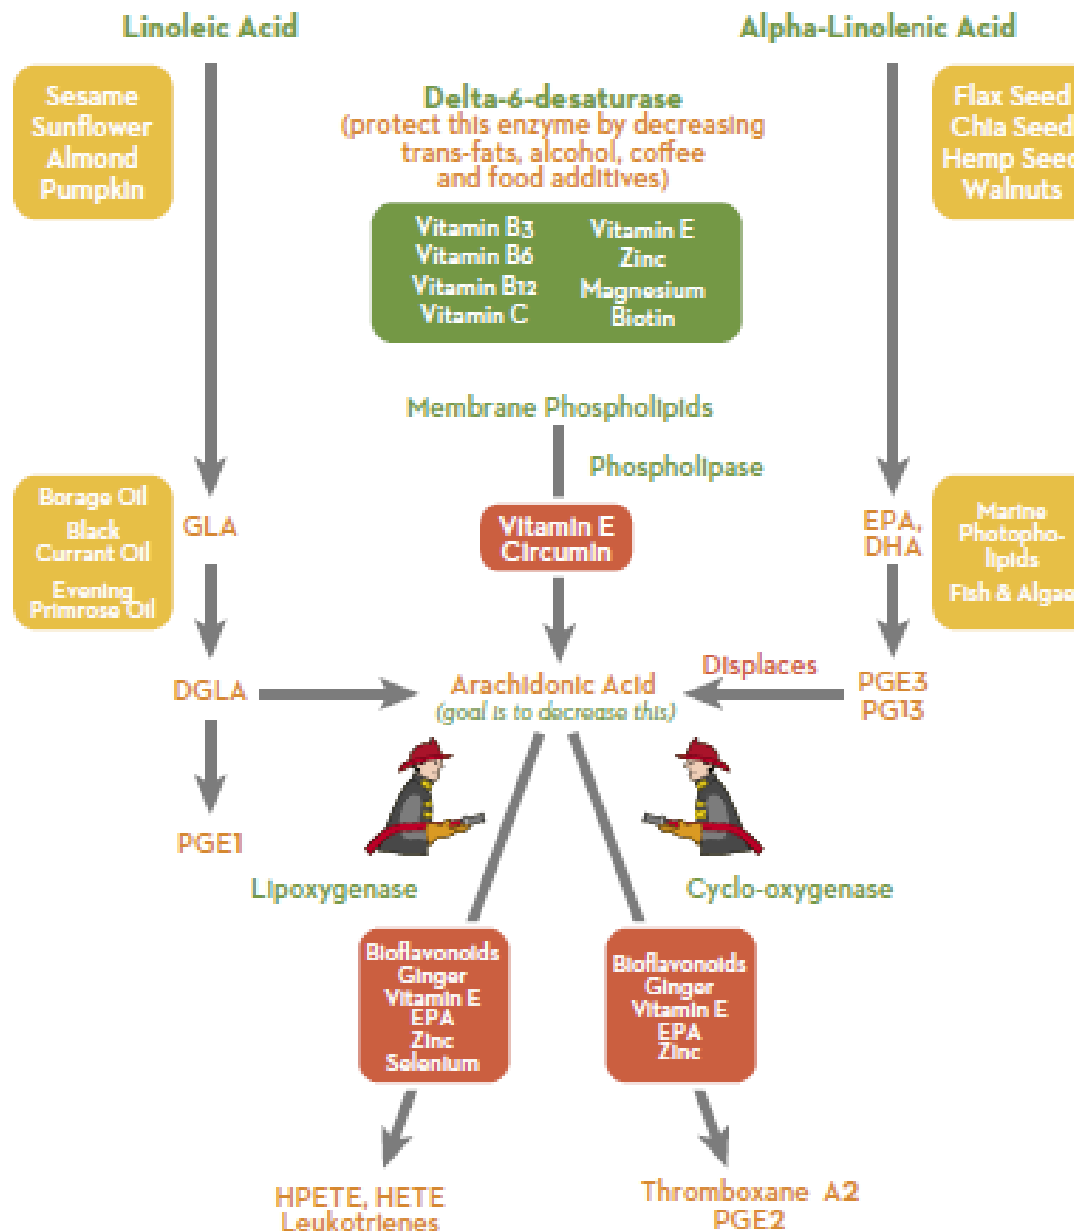 Linoleic Acid
Alpha-Linolenic Acid
Sesame
Sunflower
Almond
Pumpkin
Delta-6-desaturase
(protect this enzyme by decreasing
trans-fats, alcohol, coffee
and food additives)
Flax Seed
Chia Seed
Hemp Seed
Walnuts
Vitamin B3
Vitamin B6
Vitamin B12
Vitamin C
Vitamin E
Zinc
Magnesium
Biotin
Membrane Phospholipids
Phospholipase
Borage Oil
Black
Currant Oil
Evening
Primrose Oil
GLA
Vitamin E
Circumin
EPA,
DHA
Marine
Photopho-
lipids
Fish & Algae
DGLA
Arachidonic Acid
(goal is to decrease this)
Displaces
PGE3
PG13
PGE1
Lipoxygenase
Cyclo-oxygenase
Bioflavonoids
Ginger
Vitamin E
EPA
Zinc
Selenium
Bioflavonoids
Ginger
Vitamin E
EPA
Zinc
HPETE, HETE
Leukotrienes
Thromboxane A2
PGE2